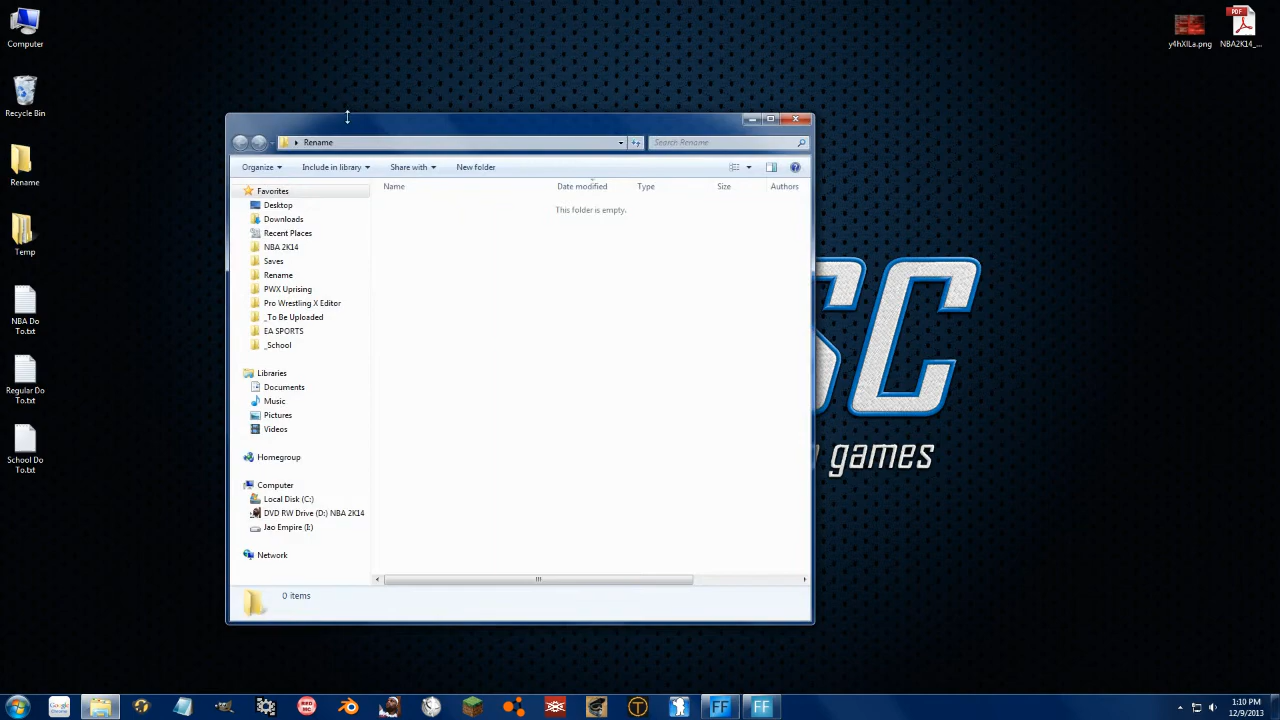 Computer
Recycle Bin
Rename
Temp
NBA Do
To.txt
Regular Do
To.txt
School Do
To.txt
y4hXILa.png
NBA2K14_...
PDF
Rename
Search Rename
Organize
Include in library
Share with
New folder
Name
Date modified
Type
Size
Authors
This folder is empty.
Favorites
Desktop
Downloads
Recent Places
NBA 2K14
Saves
Rename
PWX Uprising
Pro Wrestling X Editor
_To Be Uploaded
EA SPORTS
_School
Libraries
Documents
Music
Pictures
Videos
Homegroup
Computer
Local Disk (C:)
DVD RW Drive (D:) NBA 2K14
Jao Empire (E:)
Network
0 items
C
games
Google
FF
FF
1:10 PM
12/9/2013